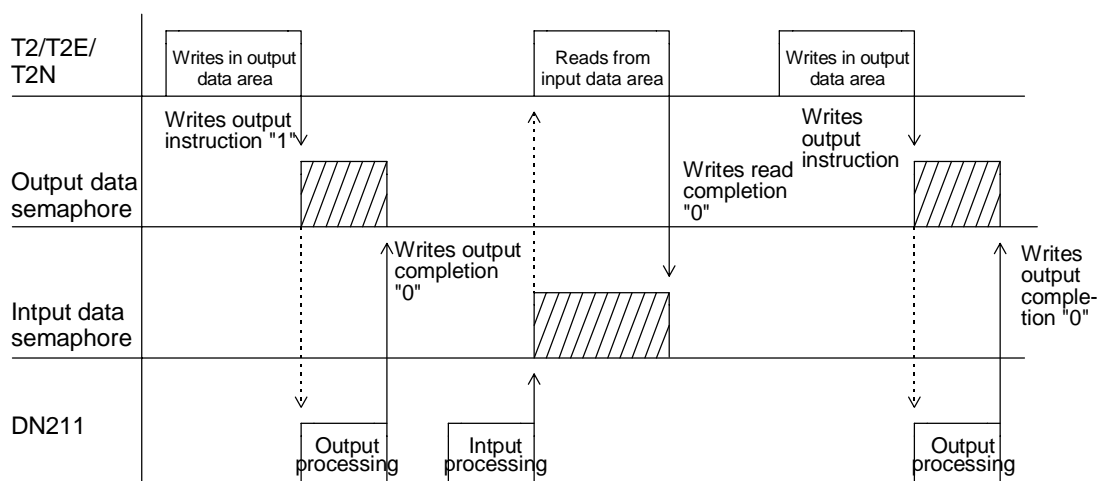 T2/T2E/
T2N
Writes in output
data area
Reads from
input data area
Writes in output
data area
Writes output
instruction "1"
Writes
output
instruction
Output data
semaphore
Writes read
completion
"0"
Writes output
completion
"0"
Writes
output
comple-
tion "0"
Intput data
semaphore
DN211
Output
processing
Intput
processing
Output
processing